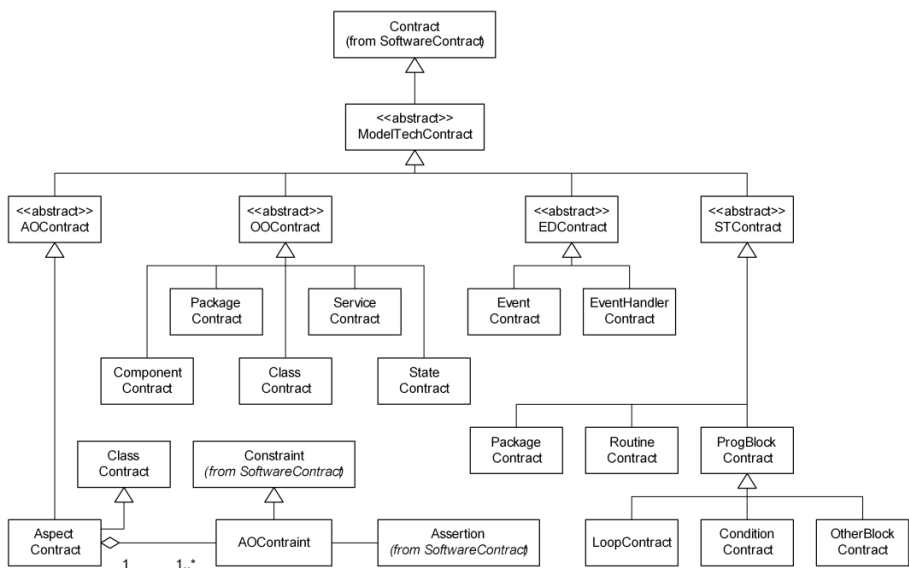 Contract
(from SoftwareContract)
<<abstract>>
ModelTechContract
<<abstract>>
AOContract
<<abstract>>
OOContract
<<abstract>>
EDContract
<<abstract>>
STContract
Package
Contract
Service
Contract
Event
Contract
EventHandler
Contract
Component
Contract
Class
Contract
State
Contract
Package
Contract
Routine
Contract
ProgBlock
Contract
Class
Contract
Constraint
(from SoftwareContract)
Aspect
Contract
1
1..*
AOContraint
Assertion
(from SoftwareContract)
LoopContract
Condition
Contract
OtherBlock
Contract